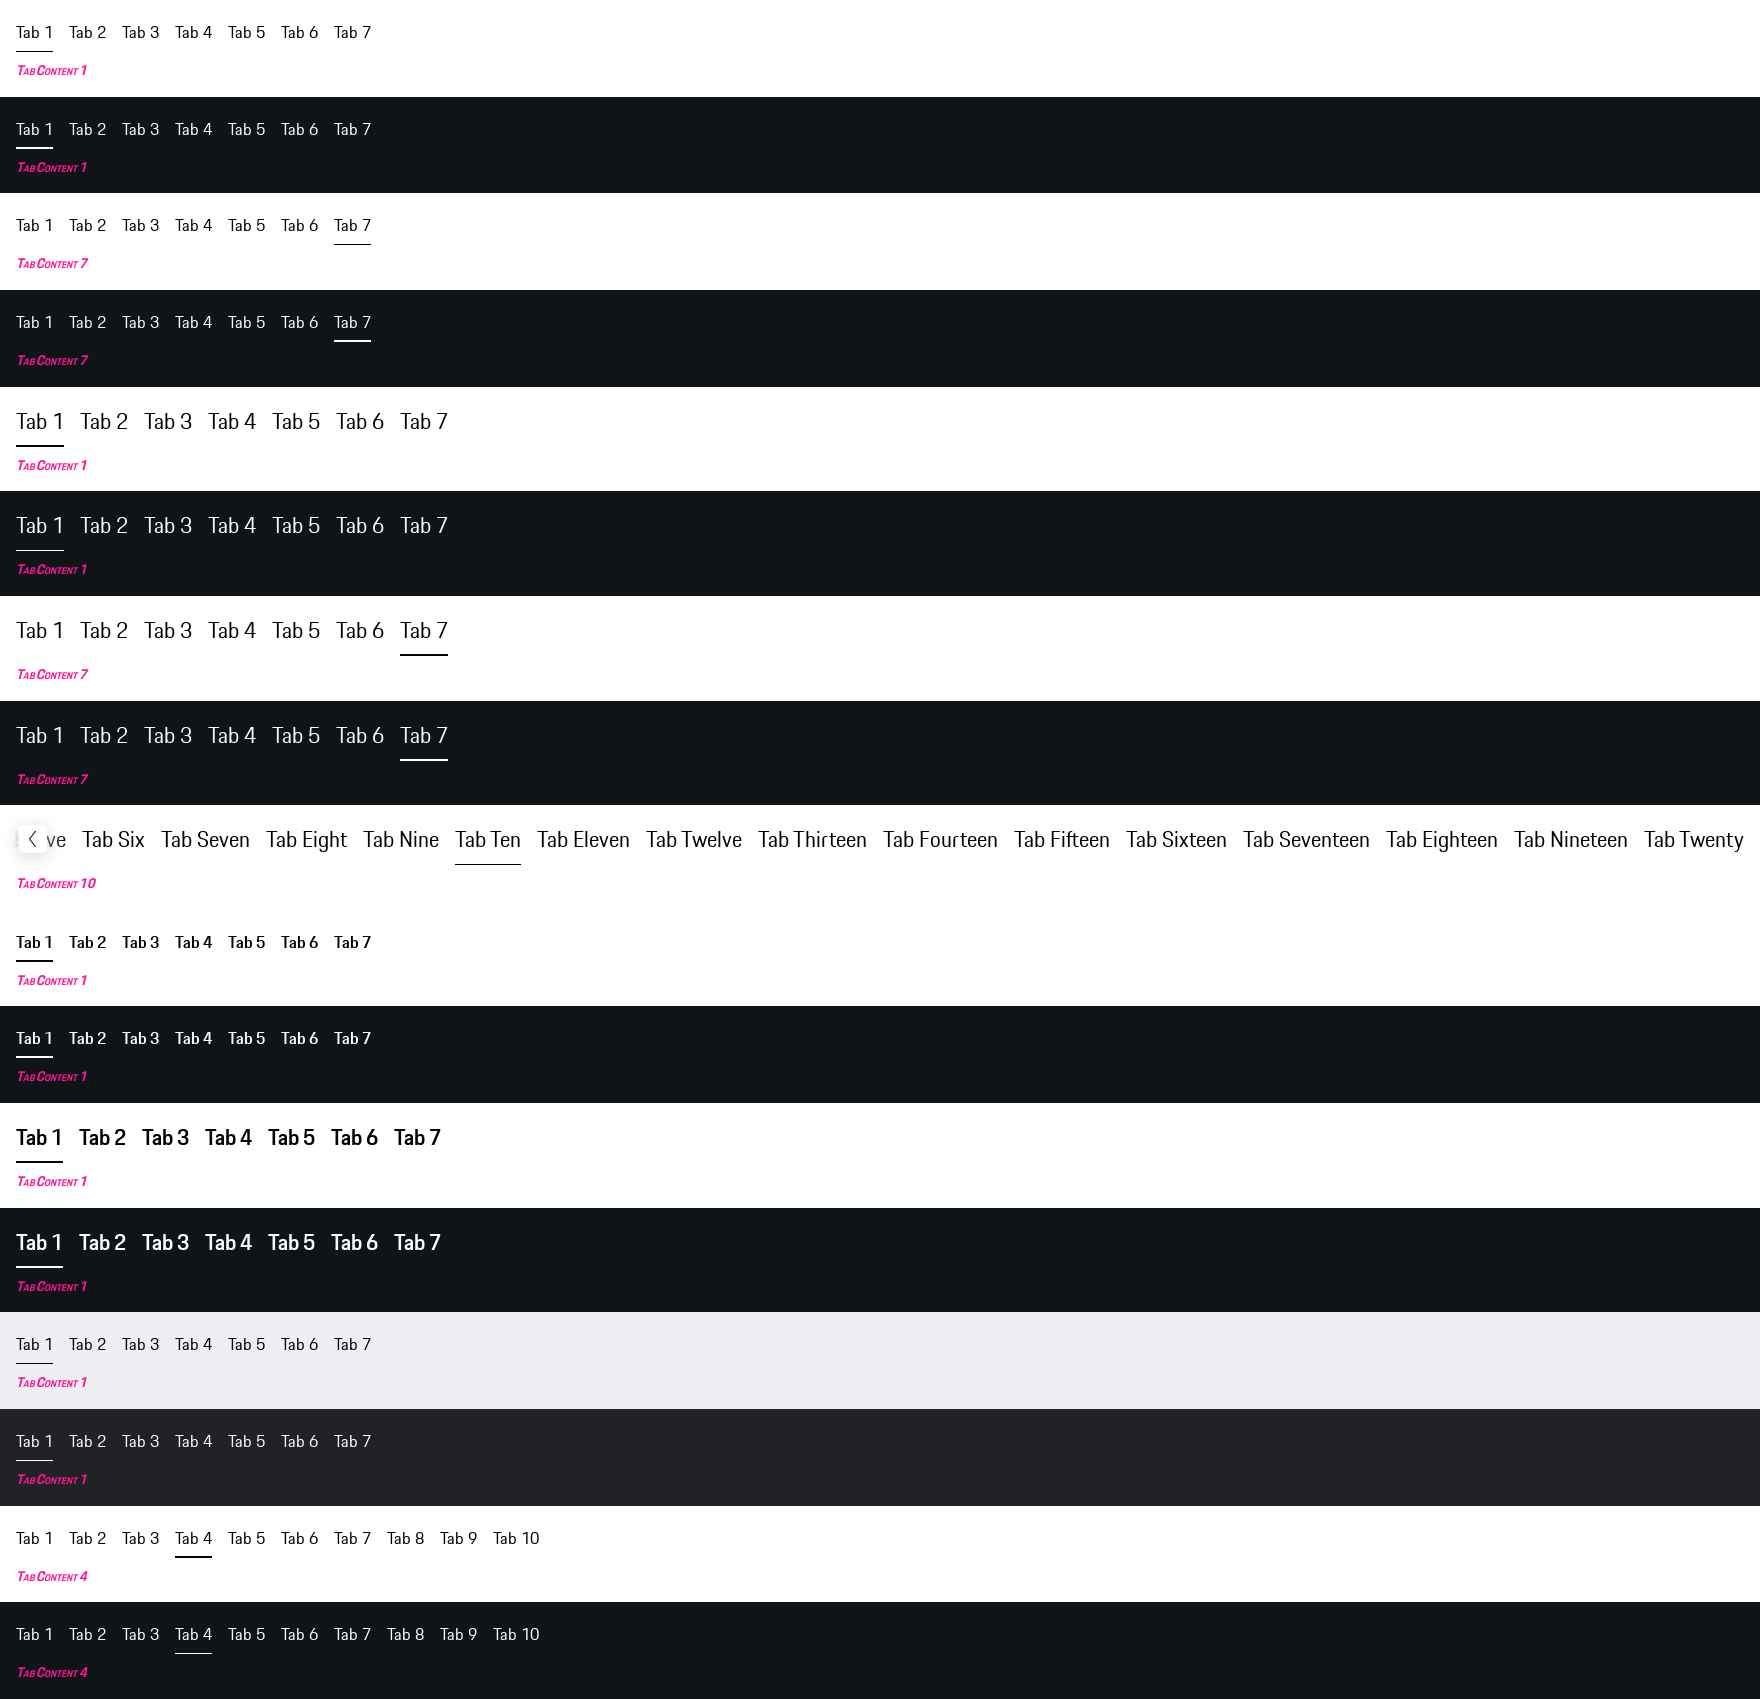 Tab 1 Tab 2 Tab 3 Tab 4 Tab 5 Tab 6 Tab 7
Tab Content 1
Tab 1 Tab 2 Tab 3 Tab 4 Tab 5 Tab 6 Tab 7
Tab Content 1
Tab 1 Tab 2 Tab 3 Tab 4 Tab 5 Tab 6 Tab 7
Tab Content 7
Tab 1 Tab 2 Tab 3 Tab 4 Tab 5 Tab 6 Tab 7
Tab Content 7
Tab 1 Tab 2 Tab 3 Tab 4 Tab 5 Tab 6 Tab 7
Tab Content 1
Tab 1 Tab 2 Tab 3 Tab 4 Tab 5 Tab 6 Tab 7
Tab Content 1
Tab 1 Tab 2 Tab 3 Tab 4 Tab 5 Tab 6 Tab 7
Tab Content 7
Tab 1 Tab 2 Tab 3 Tab 4 Tab 5 Tab 6 Tab 7
Tab Content 7
Tab Six Tab Seven Tab Eight Tab Nine Tab Ten Tab Eleven Tab Twelve Tab Thirteen Tab Fourteen Tab Fifteen Tab Sixteen Tab Seventeen Tab Eighteen Tab Nineteen Tab Twenty
Tab Content 10
Tab 1 Tab 2 Tab 3 Tab 4 Tab 5 Tab 6 Tab 7
Tab Content 1
Tab 1 Tab 2 Tab 3 Tab 4 Tab 5 Tab 6 Tab 7
Tab Content 1
Tab 1 Tab 2 Tab 3 Tab 4 Tab 5 Tab 6 Tab 7
Tab Content 1
Tab 1 Tab 2 Tab 3 Tab 4 Tab 5 Tab 6 Tab 7
Tab Content 1
Tab 1 Tab 2 Tab 3 Tab 4 Tab 5 Tab 6 Tab 7
Tab Content 1
Tab 1 Tab 2 Tab 3 Tab 4 Tab 5 Tab 6 Tab 7
Tab Content 1
Tab 1 Tab 2 Tab 3 Tab 4 Tab 5 Tab 6 Tab 7 Tab 8 Tab 9 Tab 10
Tab Content 4
Tab 1 Tab 2 Tab 3 Tab 4 Tab 5 Tab 6 Tab 7 Tab 8 Tab 9 Tab 10
Tab Content 4